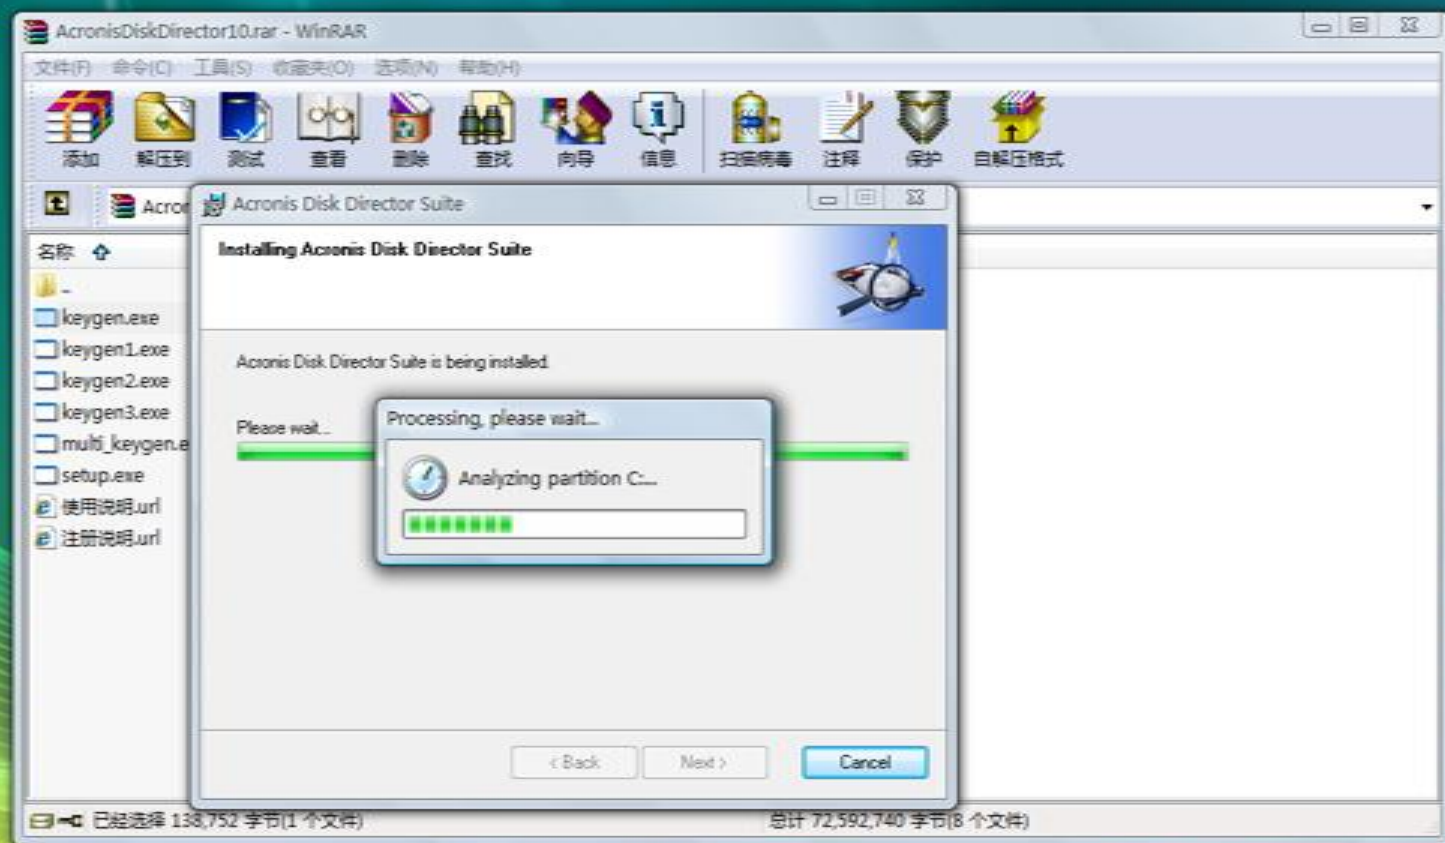 AcronisDiskDirector10.rar - WinRAR
文件(F) 命令(C) 工具(S) 收藏夹(O) 选项(N) 帮助(H)
添加 解压到 测试 查看 删除 查找 向导 信息 扫描病毒 注释 保护 自解压格式
Acron
Acronis Disk Director Suite
名称
Installing Acronis Disk Director Suite
..
keygen.exe
keygen1.exe
keygen2.exe
keygen3.exe
multi_keygen.e
setup.exe
使用说明.url
注册说明.url
Acronis Disk Director Suite is being installed.
Please wait...
Processing, please wait...
Analyzing partition C:...
< Back Next > Cancel
已经选择 138,752 字节(1 个文件) 总计 72,592,740 字节(8 个文件)